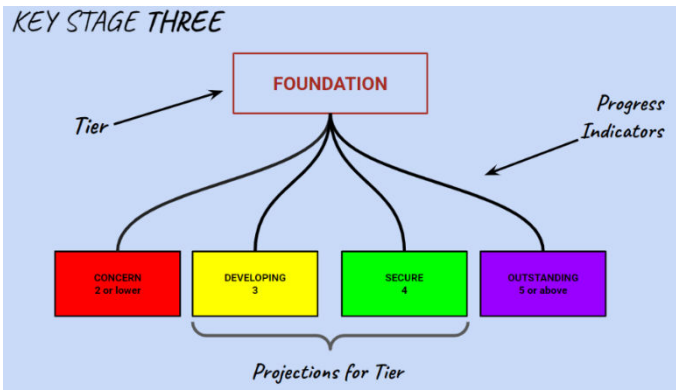 KEY STAGE THREE
FOUNDATION
Tier
Progress
Indicators
CONCERN
2 or lower
DEVELOPING
3
SECURE
4
OUTSTANDING
5 or above
Projections for Tier